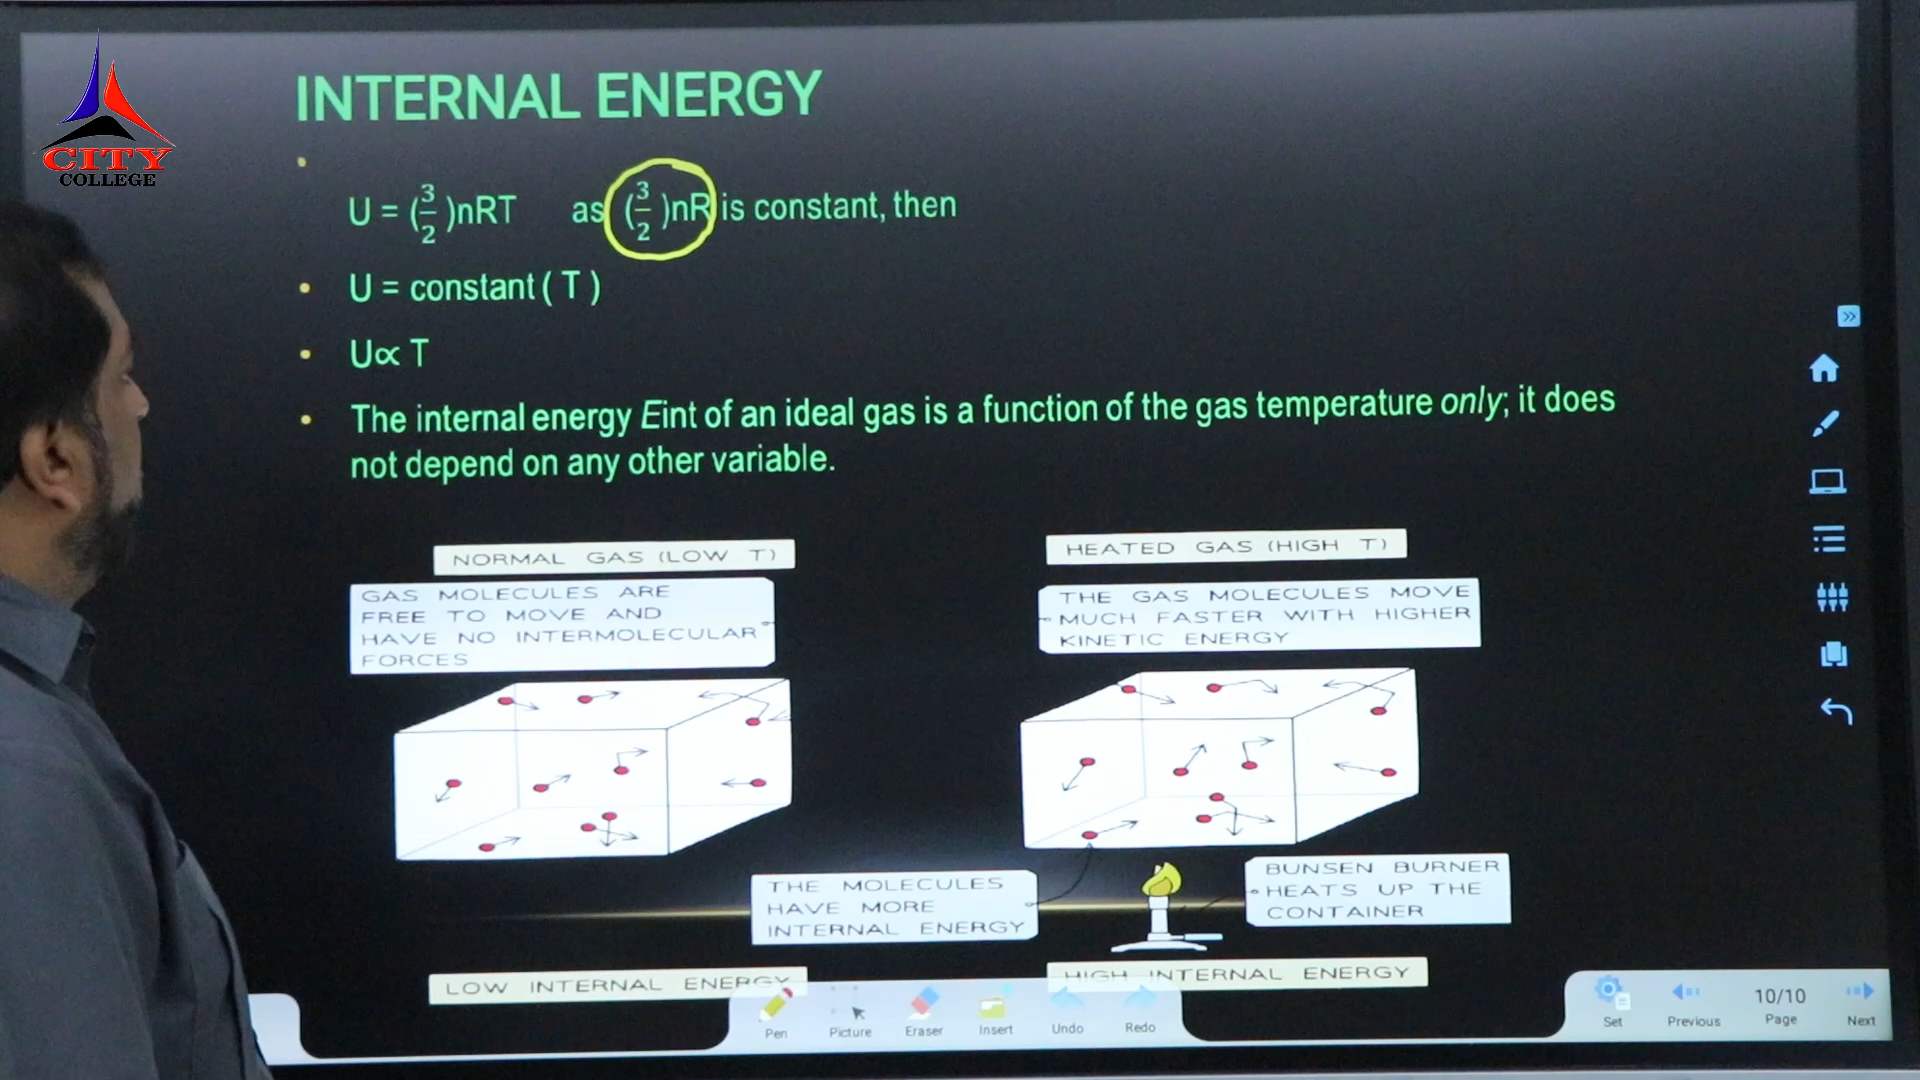 CITY
COLLEGE
INTERNAL ENERGY
U = (3/2)nRT as (3/2)nR is constant, then
U = constant ( T )
U∝ T
The internal energy Eint of an ideal gas is a function of the gas temperature only; it does
not depend on any other variable.
NORMAL GAS (LOW T)
GAS MOLECULES ARE
FREE TO MOVE AND
HAVE NO INTERMOLECULAR
FORCES
HEATED GAS (HIGH T)
THE GAS MOLECULES MOVE
MUCH FASTER WITH HIGHER
KINETIC ENERGY
THE MOLECULES
HAVE MORE
INTERNAL ENERGY
BUNSEN BURNER
HEATS UP THE
CONTAINER
LOW INTERNAL ENERGY
HIGH INTERNAL ENERGY
Pen Picture Eraser Insert Undo Redo
Set Previous 10/10 Page Next